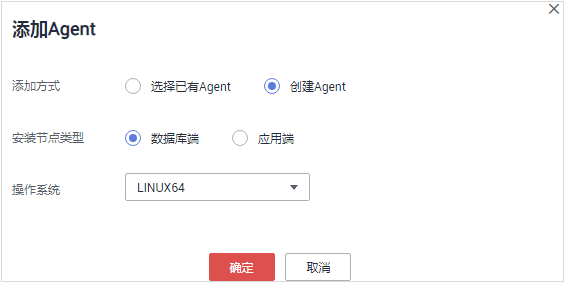 添加Agent
添加方式 选择已有Agent 创建Agent
安装节点类型 数据库端 应用端
操作系统 LINUX64
确定 取消